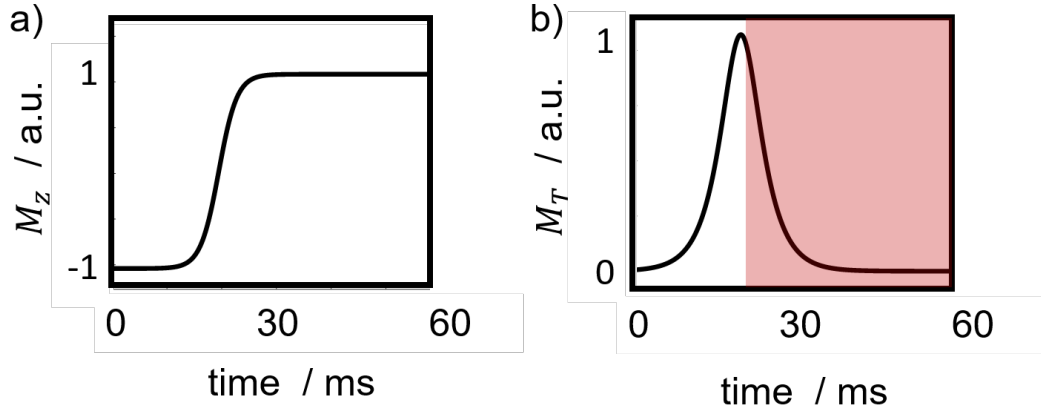 a)
M_z / a.u.
1
-1
0 30 60
time / ms
b)
M_T / a.u.
1
0
0 30 60
time / ms